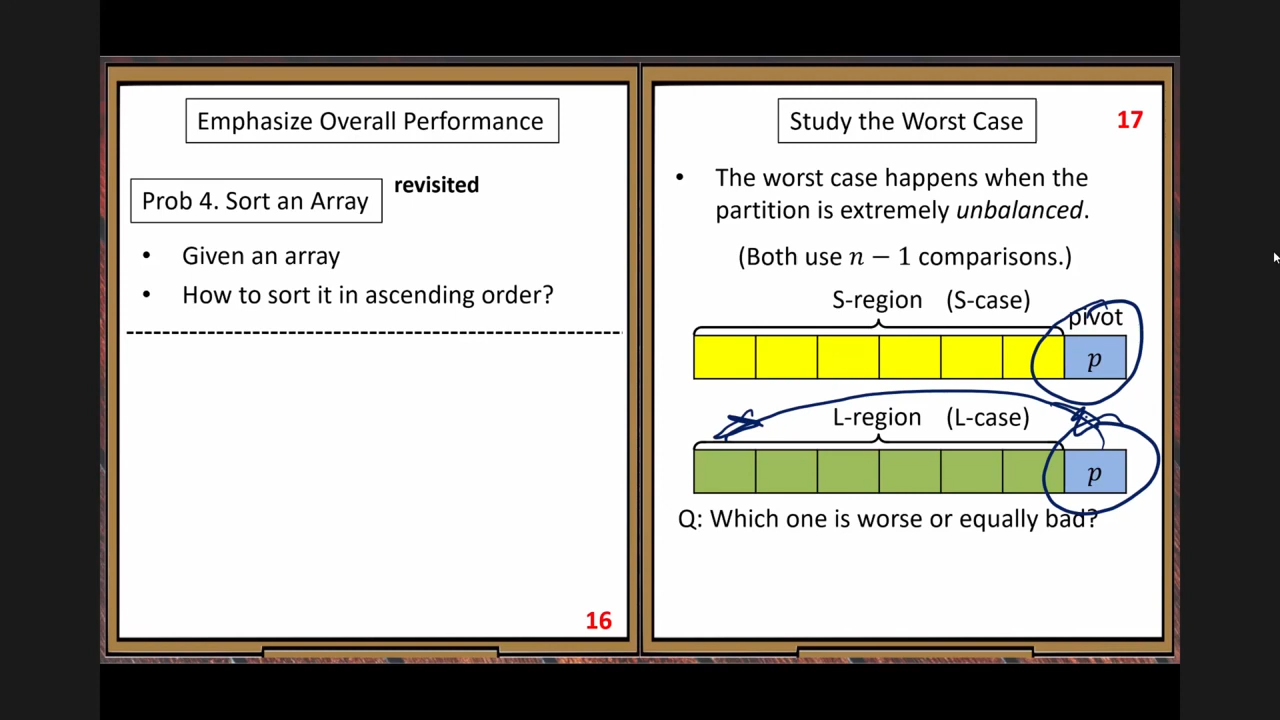 Emphasize Overall Performance
Prob 4. Sort an Array
revisited
• Given an array
• How to sort it in ascending order?
16
Study the Worst Case
17
• The worst case happens when the
partition is extremely unbalanced.
(Both use n − 1 comparisons.)
S-region (S-case)
pivot
p
L-region (L-case)
p
Q: Which one is worse or equally bad?